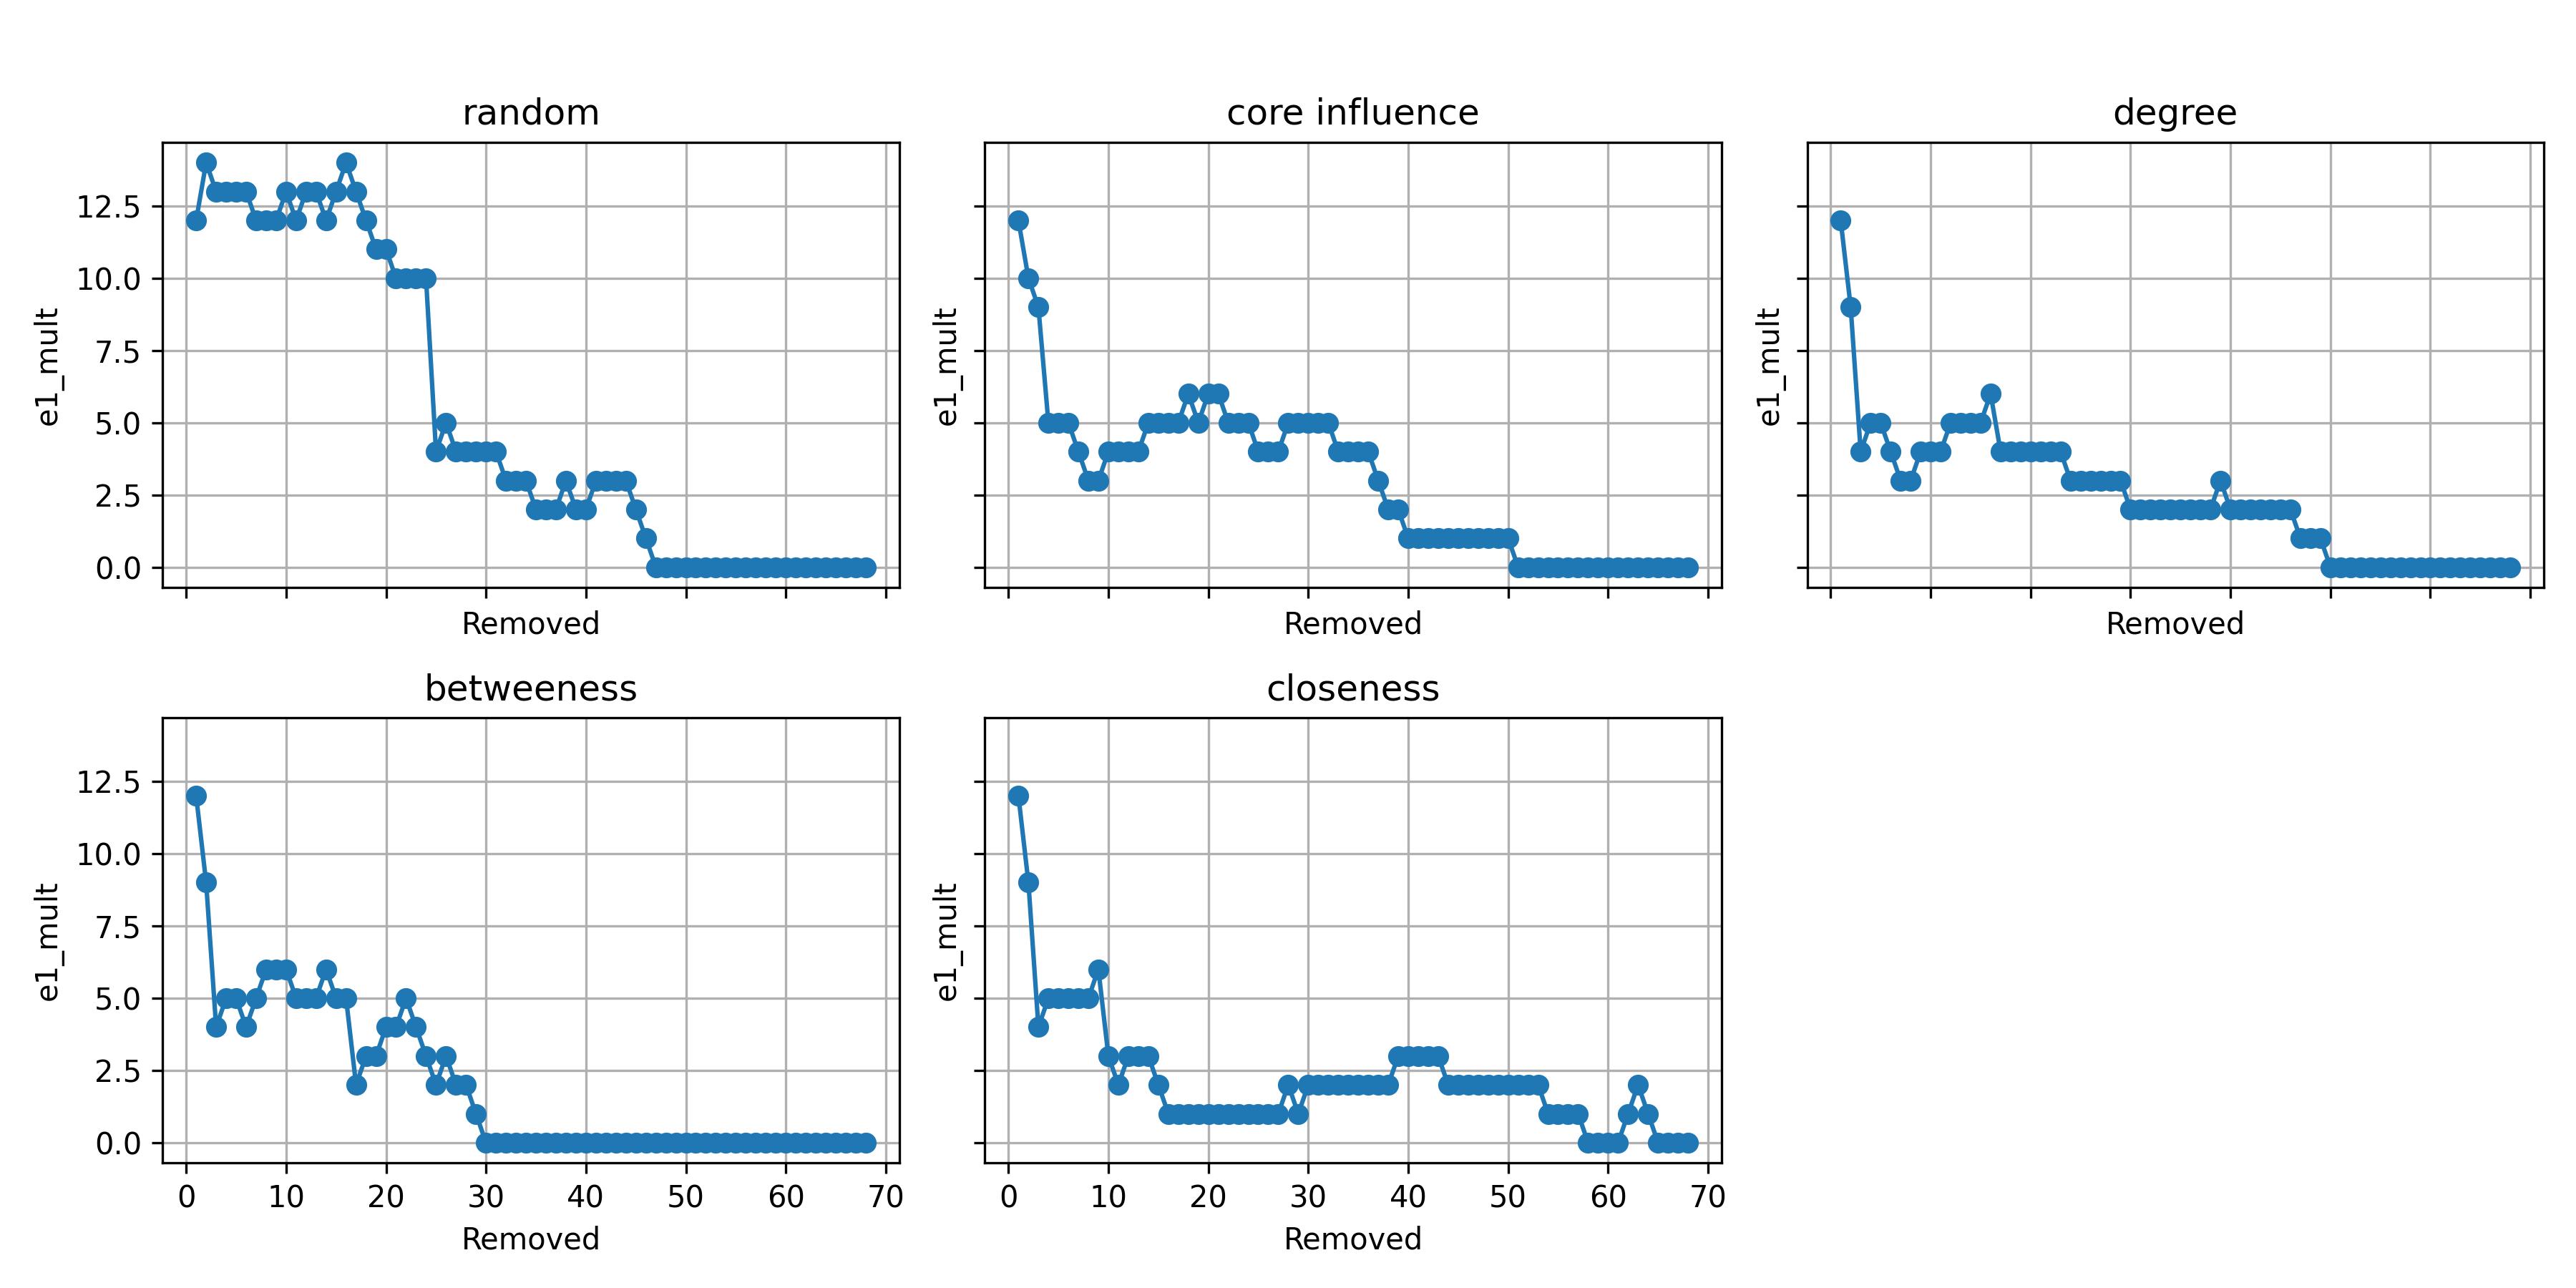 random
core influence
degree
12.5
10.0
7.5
5.0
2.5
0.0
e1_mult
e1_mult
e1_mult
Removed
Removed
Removed
betweeness
closeness
12.5
10.0
7.5
5.0
2.5
0.0
e1_mult
e1_mult
0 10 20 30 40 50 60 70
0 10 20 30 40 50 60 70
Removed
Removed